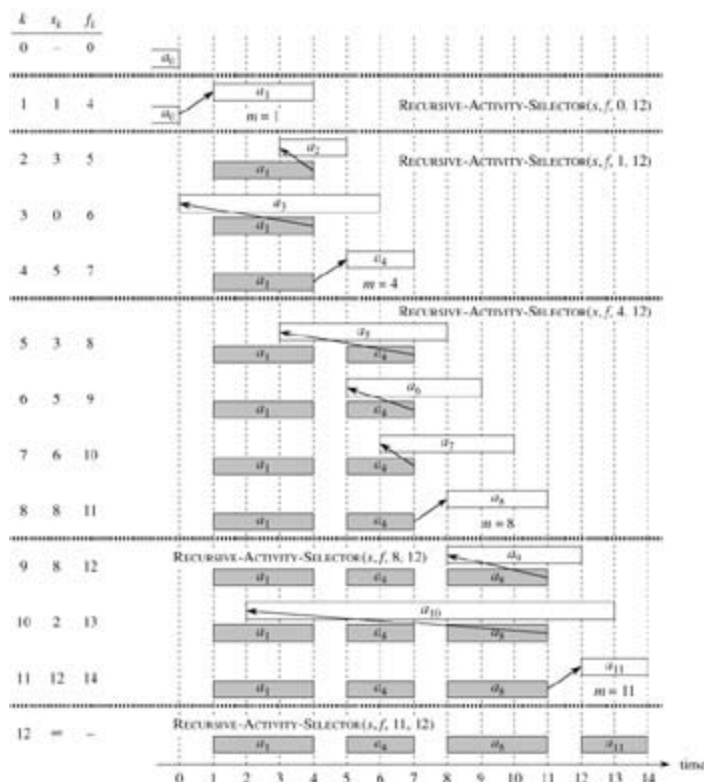 k s_k f_k
0 – 0
a_0
1 1 4
a_0
a_1
m = 1
RECURSIVE-ACTIVITY-SELECTOR(s, f, 0, 12)
2 3 5
a_2
RECURSIVE-ACTIVITY-SELECTOR(s, f, 1, 12)
a_1
3 0 6
a_3
a_1
4 5 7
a_4
a_1
m = 4
RECURSIVE-ACTIVITY-SELECTOR(s, f, 4, 12)
5 3 8
a_5
a_1 a_4
6 5 9
a_6
a_1 a_4
7 6 10
a_7
a_1 a_4
8 8 11
a_8
a_1 a_4
m = 8
9 8 12
RECURSIVE-ACTIVITY-SELECTOR(s, f, 8, 12)
a_9
a_1 a_4 a_8
10 2 13
a_10
a_1 a_4 a_8
11 12 14
a_11
a_1 a_4 a_8
m = 11
12 ∞ –
RECURSIVE-ACTIVITY-SELECTOR(s, f, 11, 12)
a_1 a_4 a_8 a_11
time
0 1 2 3 4 5 6 7 8 9 10 11 12 13 14